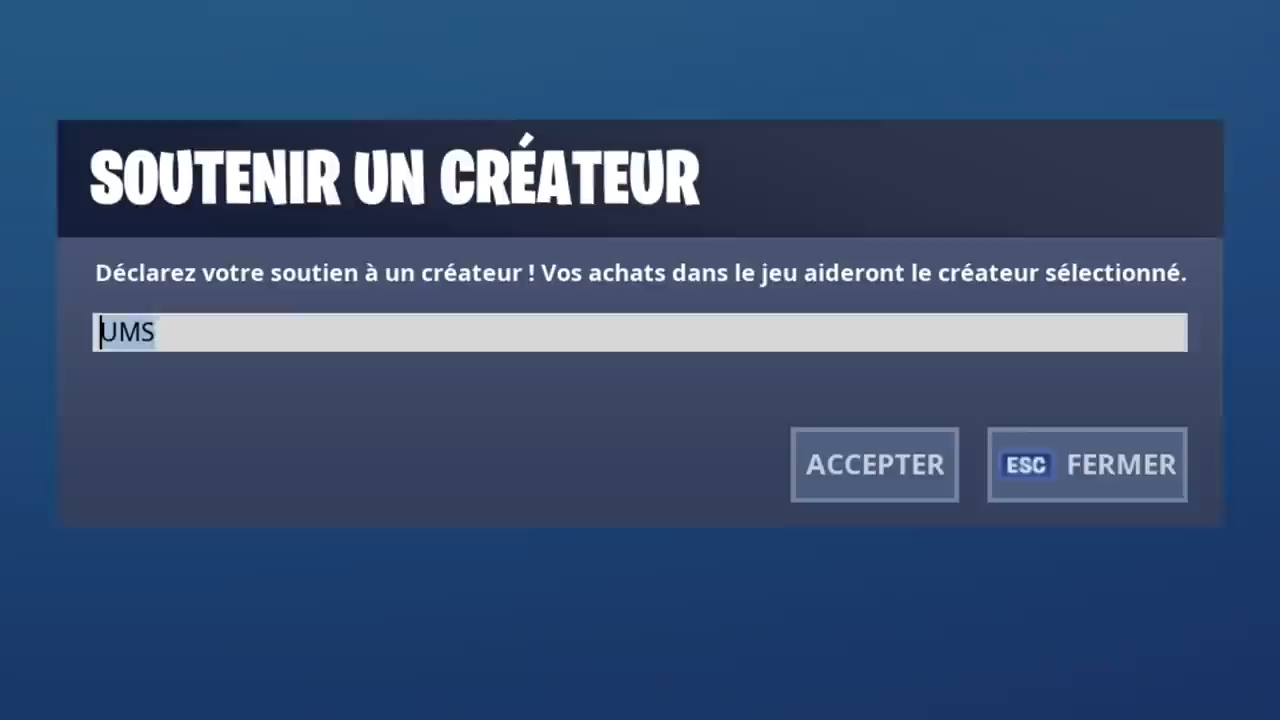 SOUTENIR UN CRÉATEUR
Déclarez votre soutien à un créateur ! Vos achats dans le jeu aideront le créateur sélectionné.
UMS
ACCEPTER
ESC FERMER